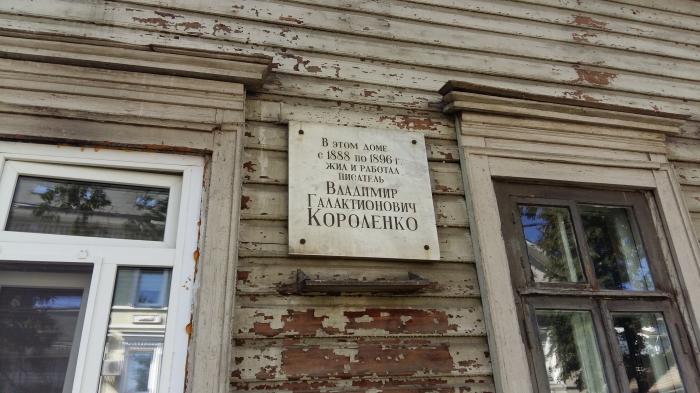 В этом доме
с 1888 по 1896 г.
жил и работал
писатель
Владимир
Галактионович
Короленко